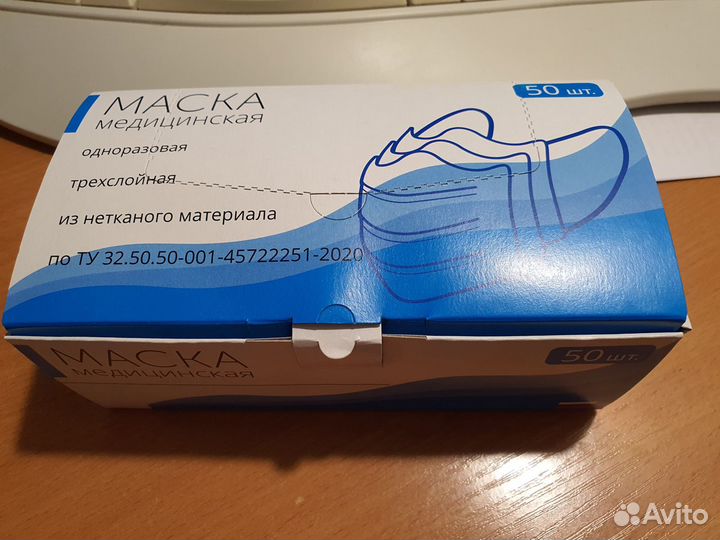 МАСКА
медицинская
50 шт.
одноразовая
трехслойная
из нетканого материала
по ТУ 32.50.50-001-45722251-2020
МАСКА
медицинская
50 шт.
Avito